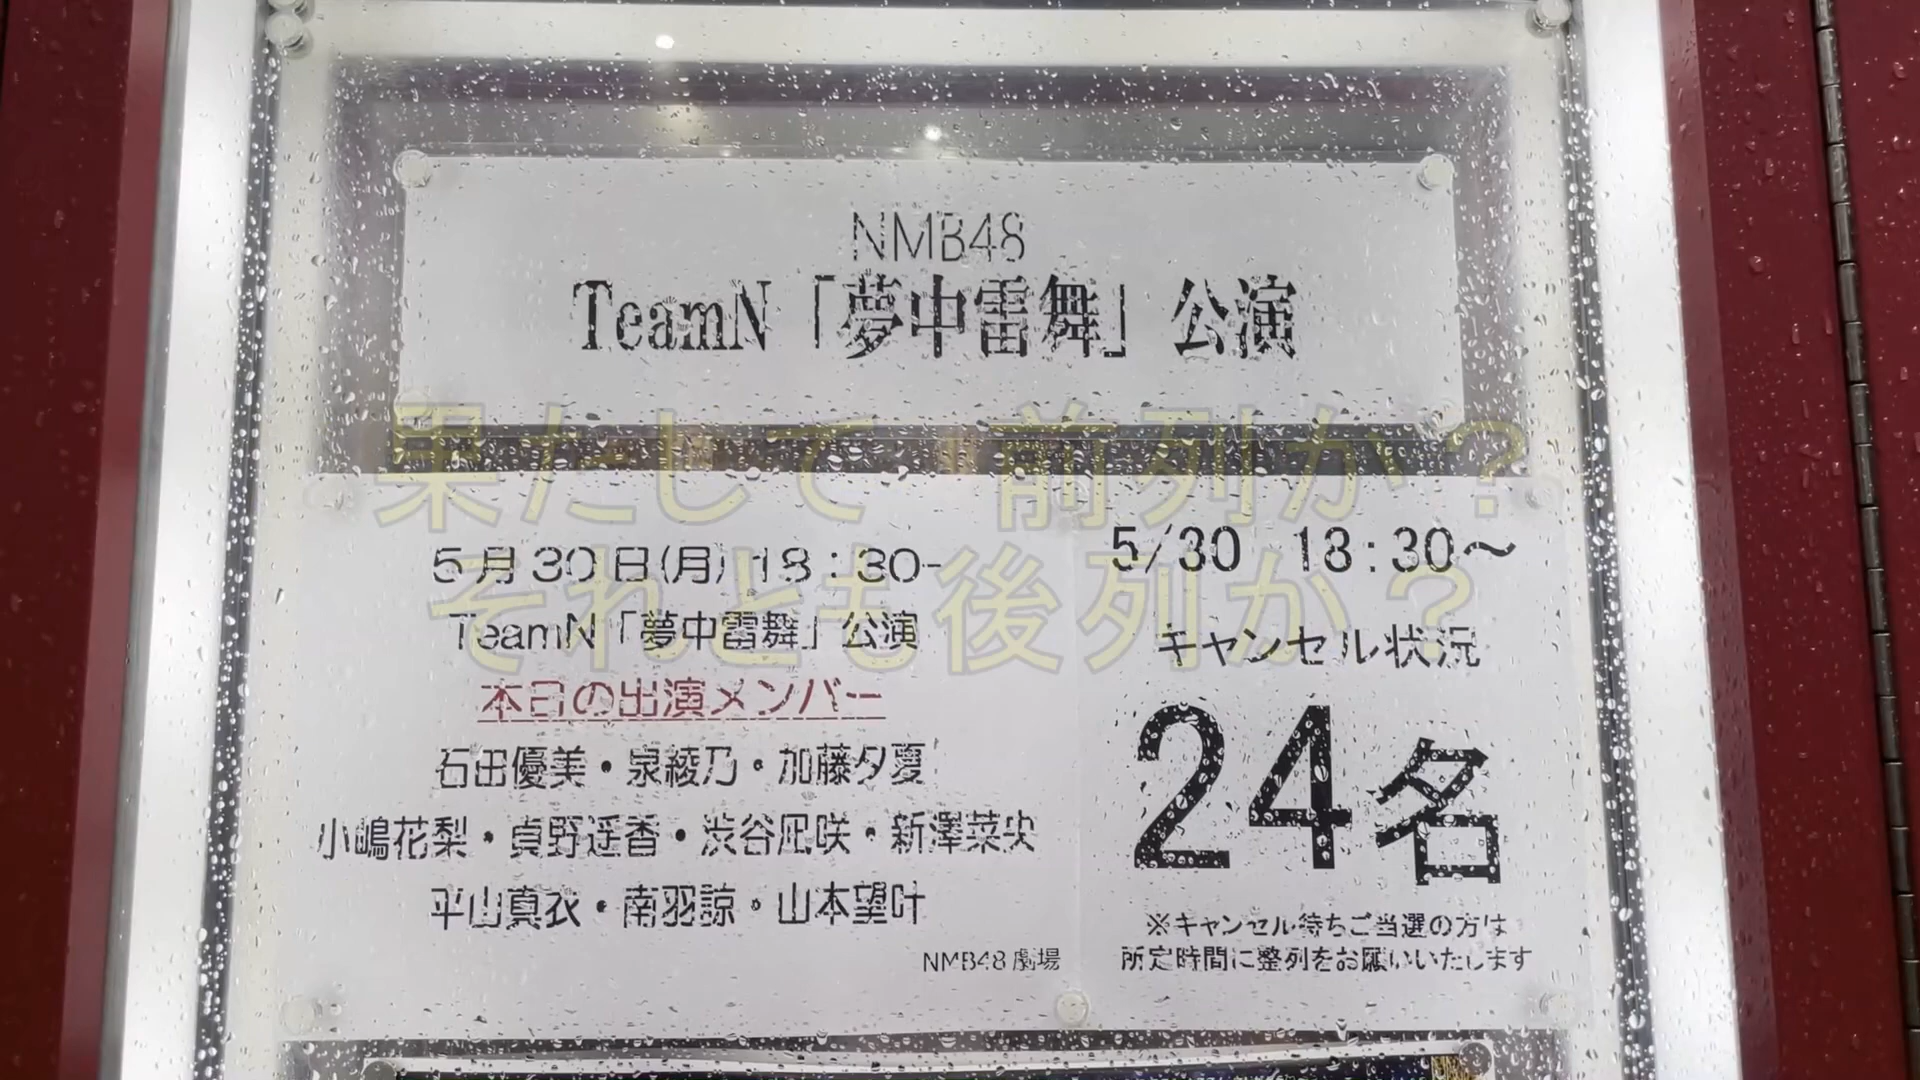 NMB48
TeamN「夢中雷舞」公演
果たして 前列か？
それとも後列か？
5月30日(月) 18：30-
TeamN「夢中雷舞」公演
本日の出演メンバー
石田優美・泉綾乃・加藤夕夏
小嶋花梨・貞野遥香・渋谷凪咲・新澤菜央
平山真衣・南羽諒・山本望叶
NMB48劇場
5/30 18：30～
キャンセル状況
24名
※キャンセル待ちご当選の方は
所定時間に整列をお願いいたします